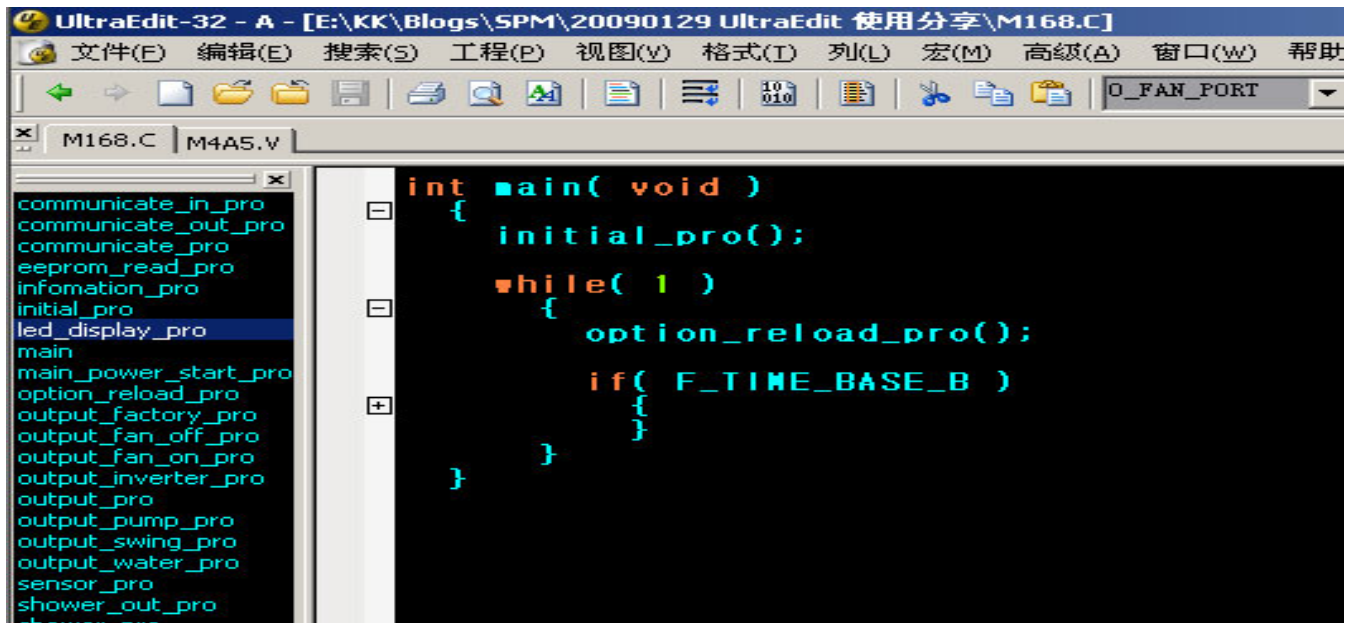 UltraEdit-32 - A - [E:\KK\Blogs\SPM\20090129 UltraEdit 使用分享\M168.C]
文件(F) 编辑(E) 搜索(S) 工程(P) 视图(V) 格式(T) 列(L) 宏(M) 高级(A) 窗口(W) 帮助
O_FAN_PORT
M168.C M4A5.V
communicate_in_pro
communicate_out_pro
communicate_pro
eeprom_read_pro
infomation_pro
initial_pro
led_display_pro
main
main_power_start_pro
option_reload_pro
output_factory_pro
output_fan_off_pro
output_fan_on_pro
output_inverter_pro
output_pro
output_pump_pro
output_swing_pro
output_water_pro
sensor_pro
shower_out_pro
int main( void )
{
initial_pro();
while( 1 )
{
option_reload_pro();
if( F_TIME_BASE_B )
{
}
}
}